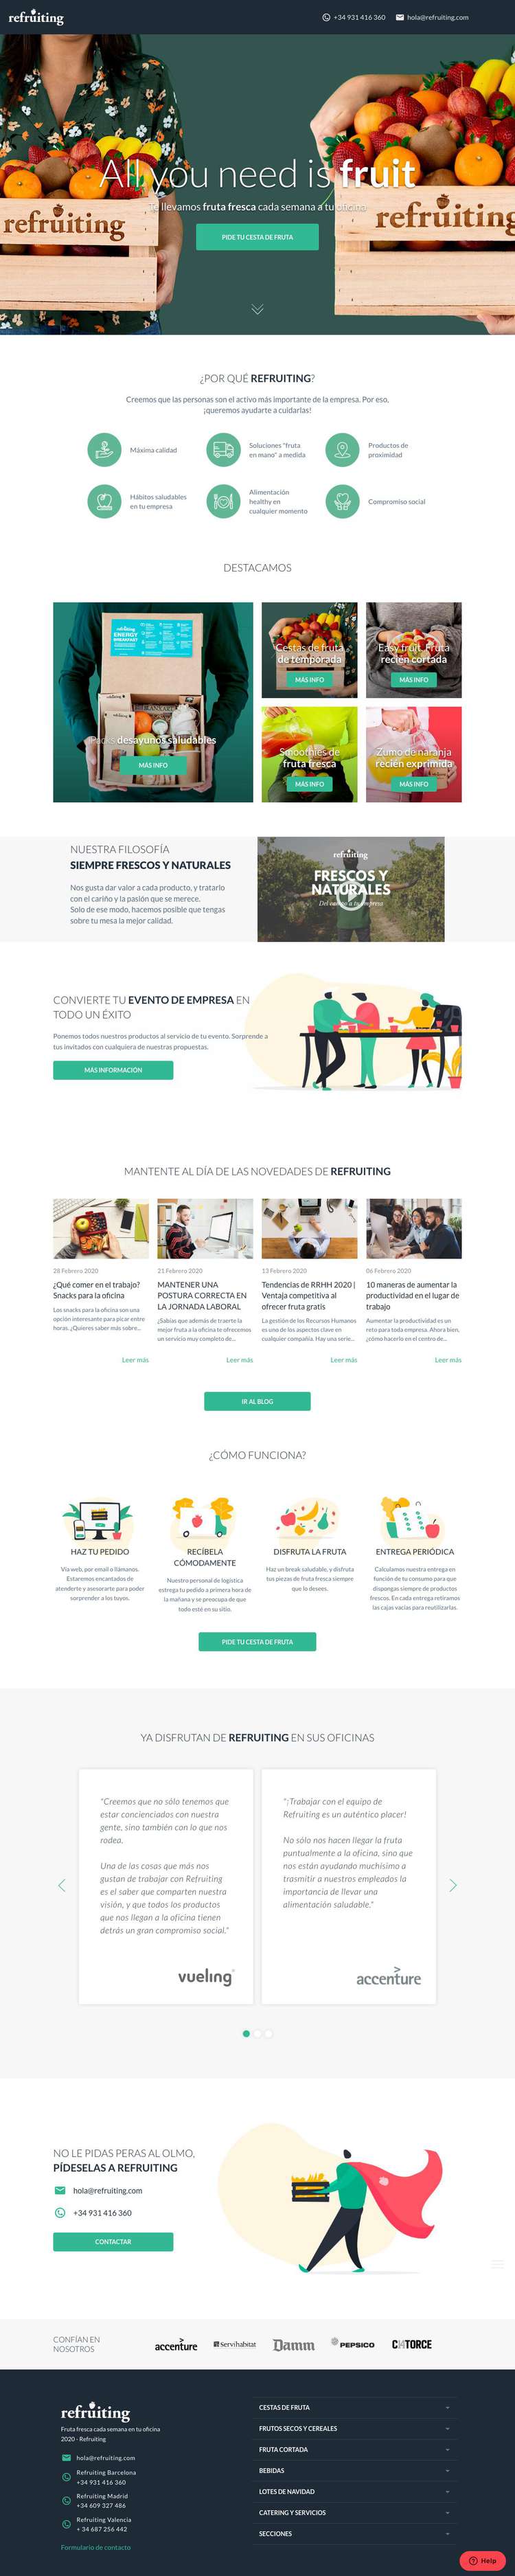 refruiting
+34 931 416 360
hola@refruiting.com
All you need is fruit
Te llevamos fruta fresca cada semana a tu oficina
refruiting
refruiting
PIDE TU CESTA DE FRUTA
¿POR QUÉ REFRUITING?
Creemos que las personas son el activo más importante de la empresa. Por eso,
¡queremos ayudarte a cuidarlas!
Máxima calidad
Soluciones "fruta
en mano" a medida
Productos de
proximidad
Hábitos saludables
en tu empresa
Alimentación
healthy en
cualquier momento
Compromiso social
DESTACAMOS
refruiting
ENERGY
BREAKFAST
Packs desayunos saludables
MÁS INFO
Cestas de fruta
de temporada
MÁS INFO
Easy fruit. Fruta
recién cortada
MÁS INFO
Smoothies de
fruta fresca
MÁS INFO
Zumo de naranja
recién exprimida
MÁS INFO
NUESTRA FILOSOFÍA
SIEMPRE FRESCOS Y NATURALES
Nos gusta dar valor a cada producto, y tratarlo
con el cariño y la pasión que se merece.
Solo de ese modo, hacemos posible que tengas
sobre tu mesa la mejor calidad.
refruiting
FRESCOS Y
NATURALES
Del campo a tu empresa
CONVIERTE TU EVENTO DE EMPRESA EN
TODO UN ÉXITO
Ponemos todos nuestros productos al servicio de tu evento. Sorprende a
tus invitados con cualquiera de nuestras propuestas.
MÁS INFORMACIÓN
MANTENTE AL DÍA DE LAS NOVEDADES DE REFRUITING
28 Febrero 2020
¿Qué comer en el trabajo?
Snacks para la oficina
Los snacks para la oficina son una
opción interesante para picar entre
horas. ¿Quieres saber más sobre...
Leer más
21 Febrero 2020
MANTENER UNA
POSTURA CORRECTA EN
LA JORNADA LABORAL
¿Sabías que además de traerte la
mejor fruta a la oficina te ofrecemos
un servicio muy completo de...
Leer más
13 Febrero 2020
Tendencias de RRHH 2020 |
Ventaja competitiva al
ofrecer fruta gratis
La gestión de los Recursos Humanos
es uno de los aspectos clave en
cualquier compañía. Hay una serie...
Leer más
06 Febrero 2020
10 maneras de aumentar la
productividad en el lugar de
trabajo
Aumentar la productividad es un
reto para toda empresa. Ahora bien,
¿cómo hacerlo en el centro de...
Leer más
IR AL BLOG
¿CÓMO FUNCIONA?
HAZ TU PEDIDO
Vía web, por email o llámanos.
Estaremos encantados de
atenderte y asesorarte para poder
sorprender a los tuyos.
RECÍBELA
CÓMODAMENTE
Nuestro personal de logística
entrega tu pedido a primera hora de
la mañana y se preocupa de que
todo esté en su sitio.
DISFRUTA LA FRUTA
Haz un break saludable, y disfruta
tus piezas de fruta fresca siempre
que lo desees.
ENTREGA PERIÓDICA
Calculamos nuestra entrega en
función de tu consumo para que
dispongas siempre de productos
frescos. En cada entrega retiramos
las cajas vacías para reutilizarlas.
PIDE TU CESTA DE FRUTA
YA DISFRUTAN DE REFRUITING EN SUS OFICINAS
"Creemos que no sólo tenemos que
estar concienciados con nuestra
gente, sino también con lo que nos
rodea.
Una de las cosas que más nos
gustan de trabajar con Refruiting
es el saber que comparten nuestra
visión, y que todos los productos
que nos llegan a la oficina tienen
detrás un gran compromiso social."
vueling
"¡Trabajar con el equipo de
Refruiting es un auténtico placer!
No sólo nos hacen llegar la fruta
puntualmente a la oficina, sino que
nos están ayudando muchísimo a
trasmitir a nuestros empleados la
importancia de llevar una
alimentación saludable."
accenture
NO LE PIDAS PERAS AL OLMO,
PÍDESELAS A REFRUITING
hola@refruiting.com
+34 931 416 360
CONTACTAR
CONFÍAN EN
NOSOTROS
accenture
Servihabitat
Damm
PEPSICO
CI4TORCE
refruiting
Fruta fresca cada semana en tu oficina
2020 - Refruiting
hola@refruiting.com
Refruiting Barcelona
+34 931 416 360
Refruiting Madrid
+34 609 327 486
Refruiting Valencia
+ 34 687 256 442
Formulario de contacto
CESTAS DE FRUTA
FRUTOS SECOS Y CEREALES
FRUTA CORTADA
BEBIDAS
LOTES DE NAVIDAD
CATERING Y SERVICIOS
SECCIONES
Help